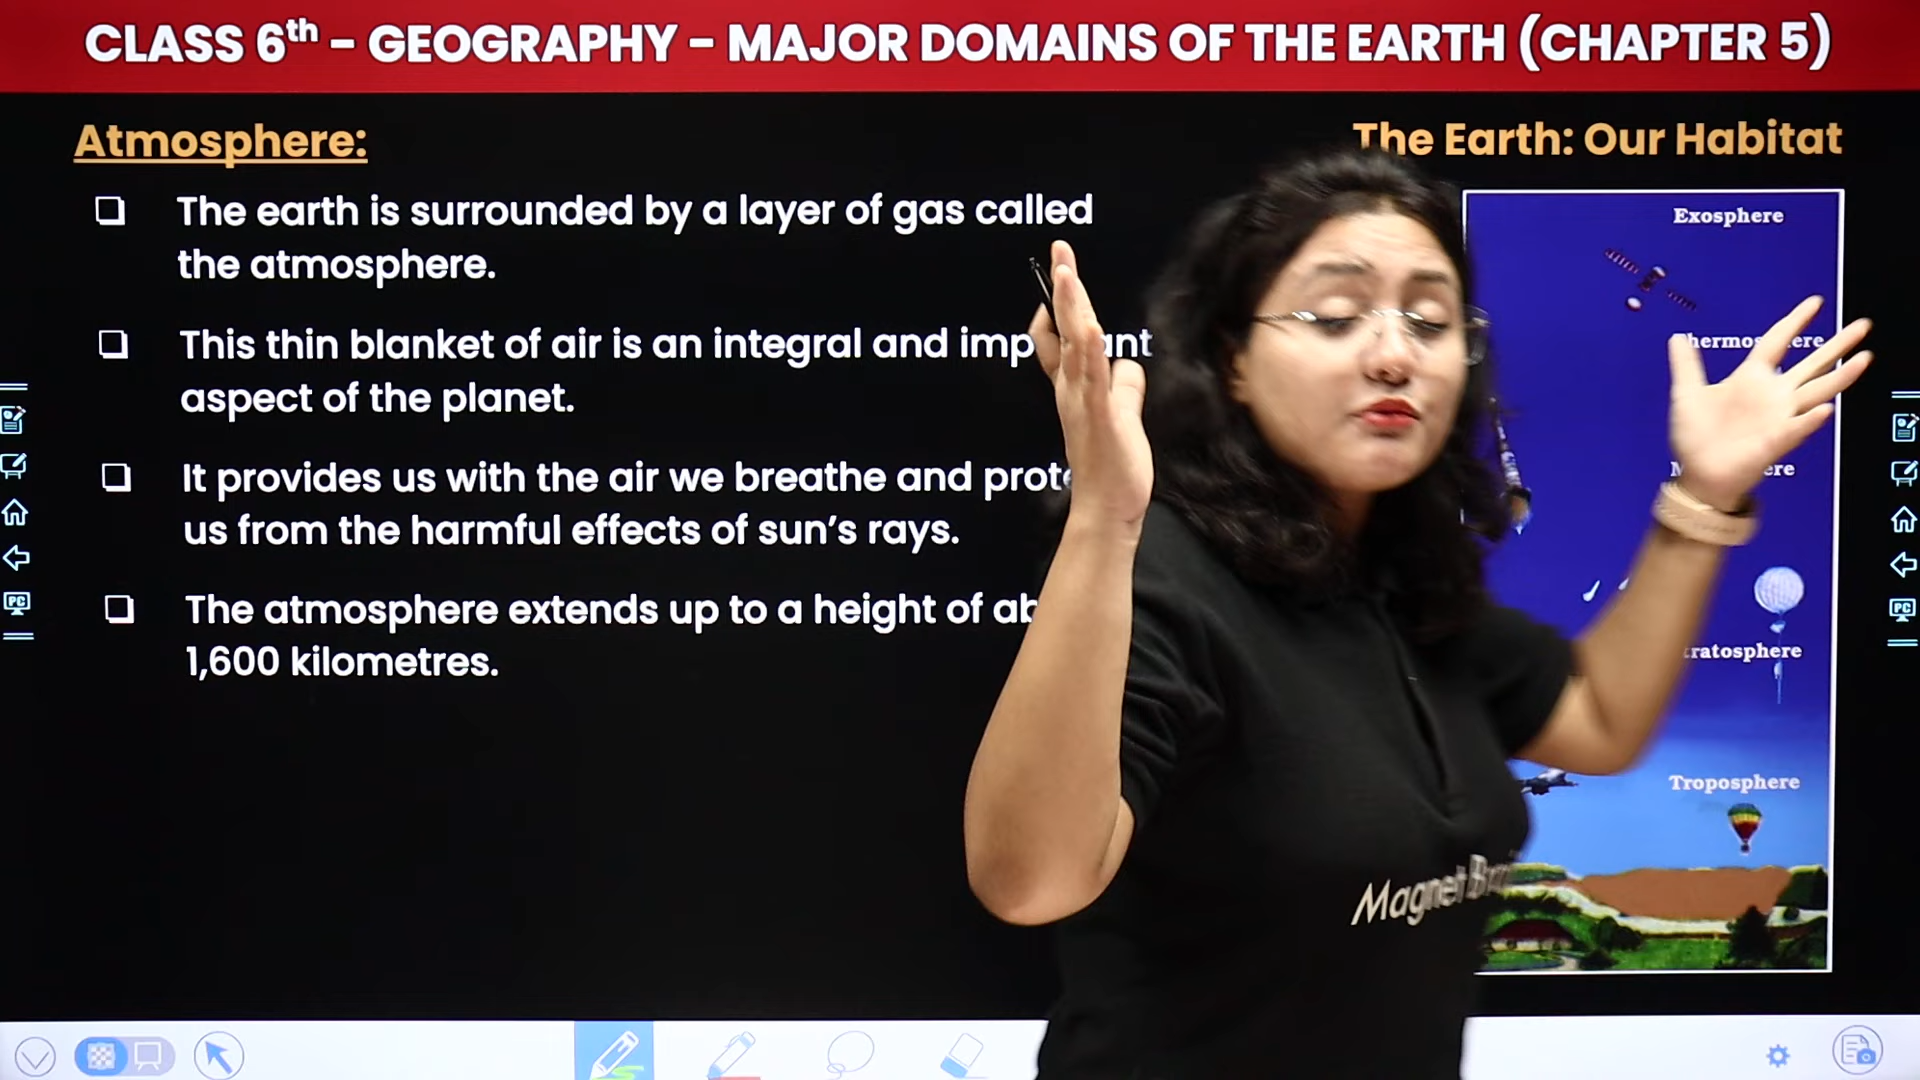 CLASS 6th - GEOGRAPHY - MAJOR DOMAINS OF THE EARTH (CHAPTER 5)
Atmosphere:
The Earth: Our Habitat
❑ The earth is surrounded by a layer of gas called
the atmosphere.
❑ This thin blanket of air is an integral and
aspect of the planet.
❑ It provides us with the air we breathe and
us from the harmful effects of sun's rays.
❑ The atmosphere extends up to a height of
1,600 kilometres.
Exosphere
Troposphere
Magnet
PC
PC